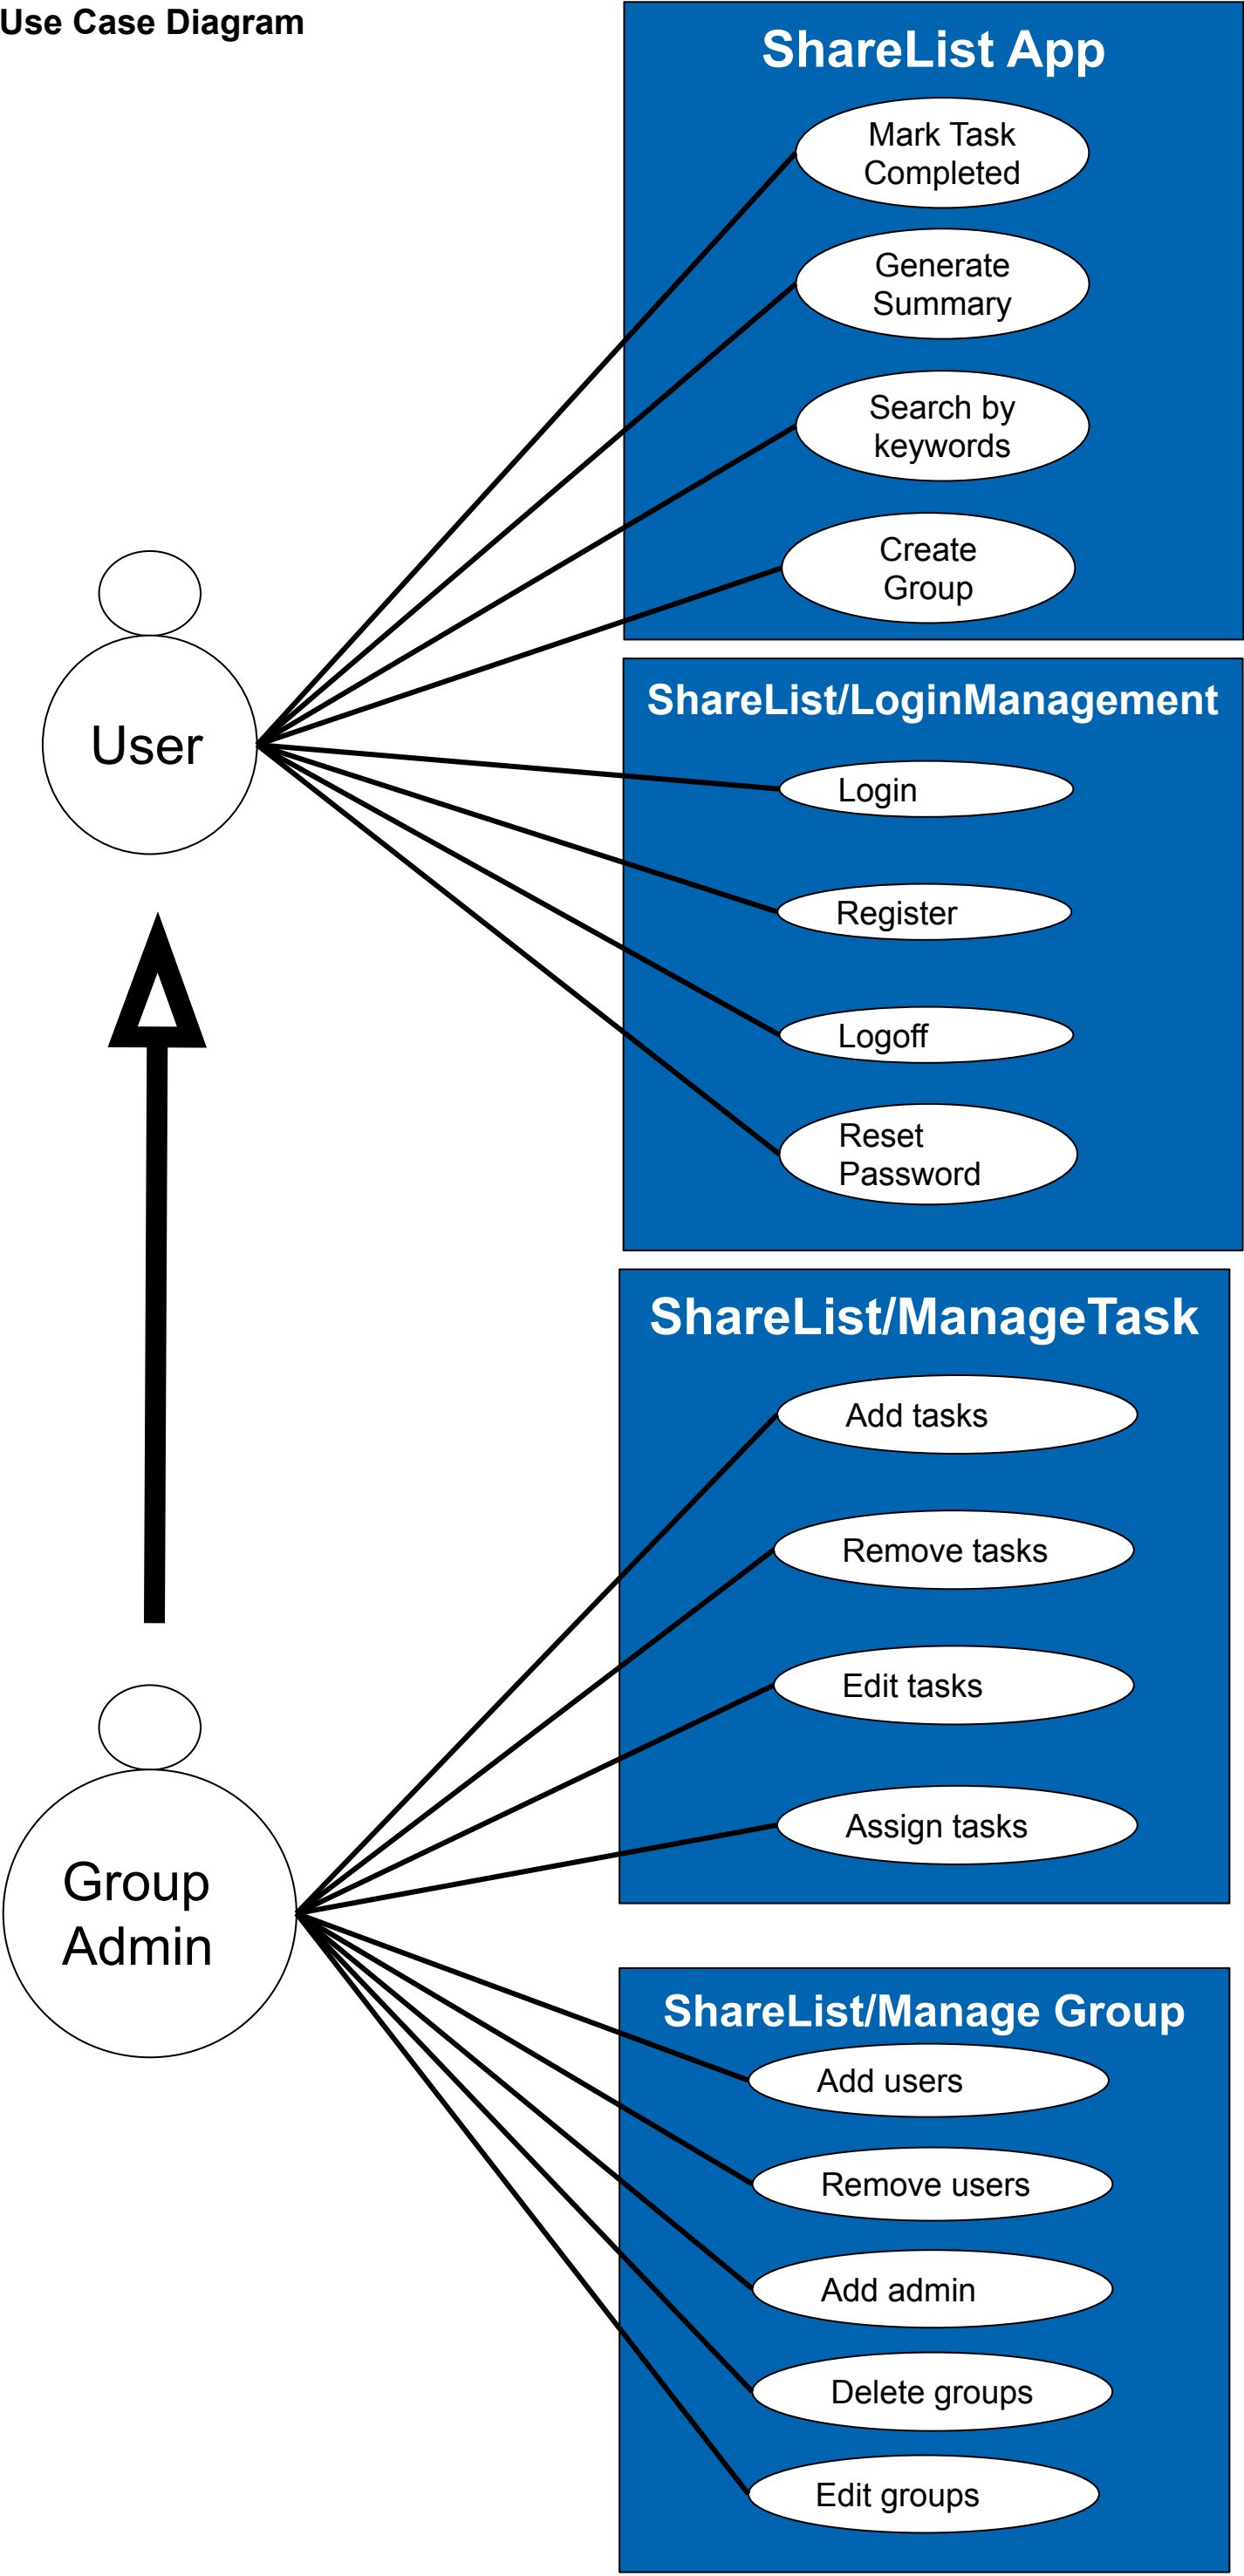 Use Case Diagram
ShareList App
Mark Task
Completed
Generate
Summary
Search by
keywords
Create
Group
User
ShareList/LoginManagement
Login
Register
Logoff
Reset
Password
ShareList/ManageTask
Add tasks
Remove tasks
Edit tasks
Assign tasks
Group
Admin
ShareList/Manage Group
Add users
Remove users
Add admin
Delete groups
Edit groups